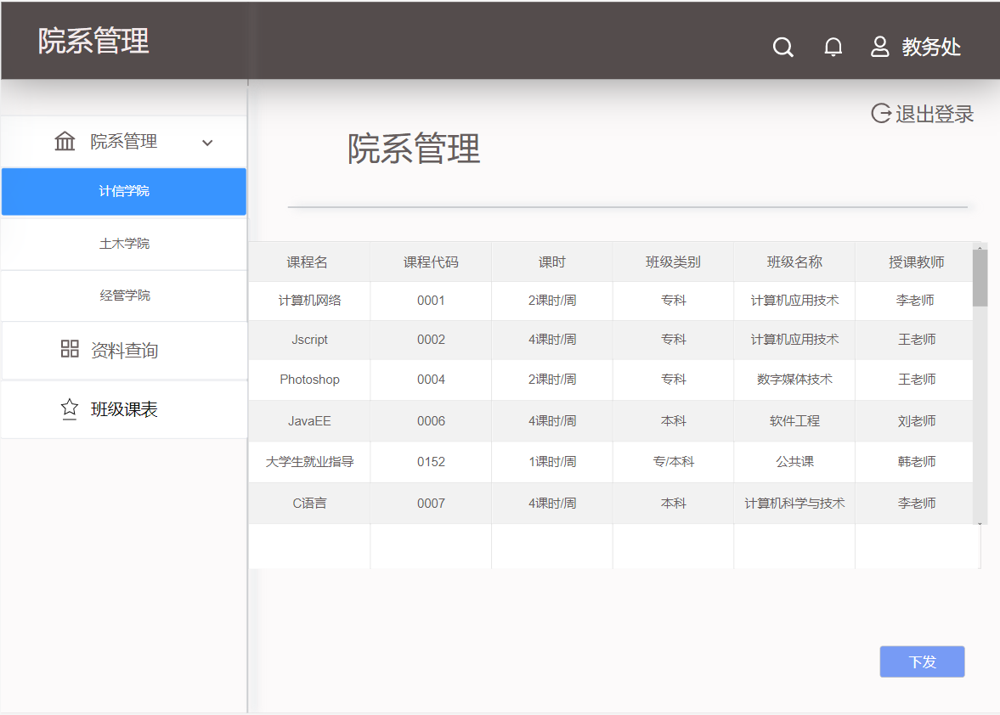 院系管理
教务处
退出登录
院系管理
院系管理
计信学院
土木学院
经管学院
资料查询
班级课表
课程名 课程代码 课时 班级类别 班级名称 授课教师
计算机网络 0001 2课时/周 专科 计算机应用技术 李老师
Jscript 0002 4课时/周 专科 计算机应用技术 王老师
Photoshop 0004 2课时/周 专科 数字媒体技术 王老师
JavaEE 0006 4课时/周 本科 软件工程 刘老师
大学生就业指导 0152 1课时/周 专/本科 公共课 韩老师
C语言 0007 4课时/周 本科 计算机科学与技术 李老师
下发